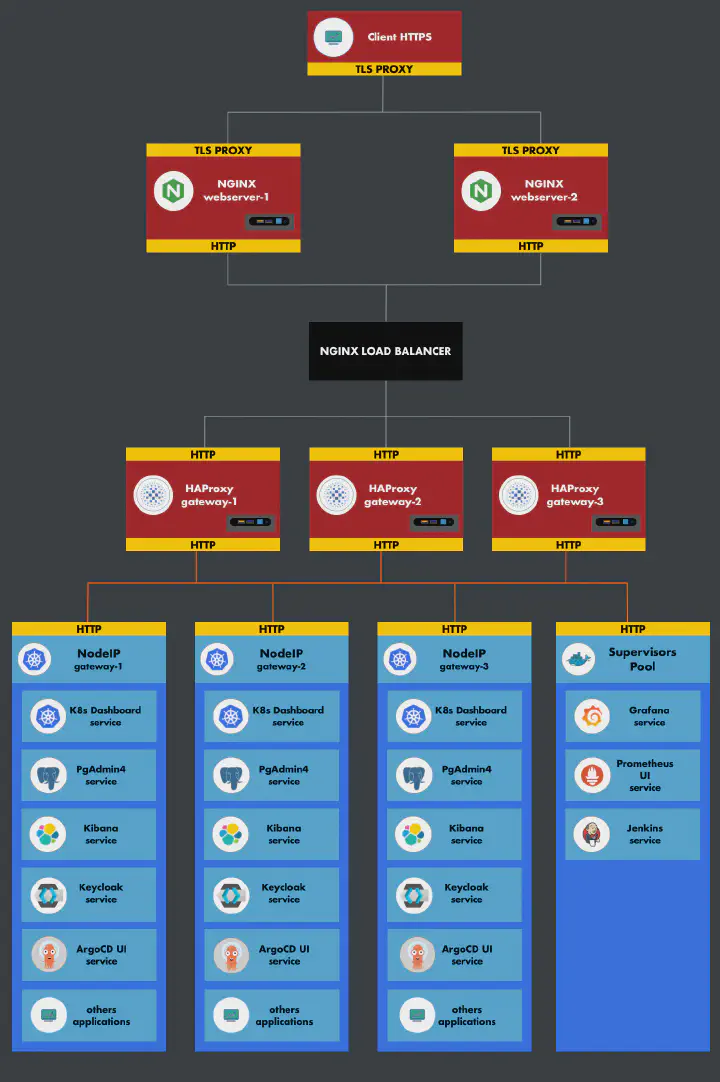 Client HTTPS
TLS PROXY
TLS PROXY
NGINX
webserver-1
HTTP
TLS PROXY
NGINX
webserver-2
HTTP
NGINX LOAD BALANCER
HTTP
HAProxy
gateway-1
HTTP
HTTP
HAProxy
gateway-2
HTTP
HTTP
HAProxy
gateway-3
HTTP
HTTP
NodeIP
gateway-1
K8s Dashboard
service
PgAdmin4
service
Kibana
service
Keycloak
service
ArgoCD UI
service
others
applications
HTTP
NodeIP
gateway-2
K8s Dashboard
service
PgAdmin4
service
Kibana
service
Keycloak
service
ArgoCD UI
service
others
applications
HTTP
NodeIP
gateway-3
K8s Dashboard
service
PgAdmin4
service
Kibana
service
Keycloak
service
ArgoCD UI
service
others
applications
HTTP
Supervisors
Pool
Grafana
service
Prometheus
UI
service
Jenkins
service